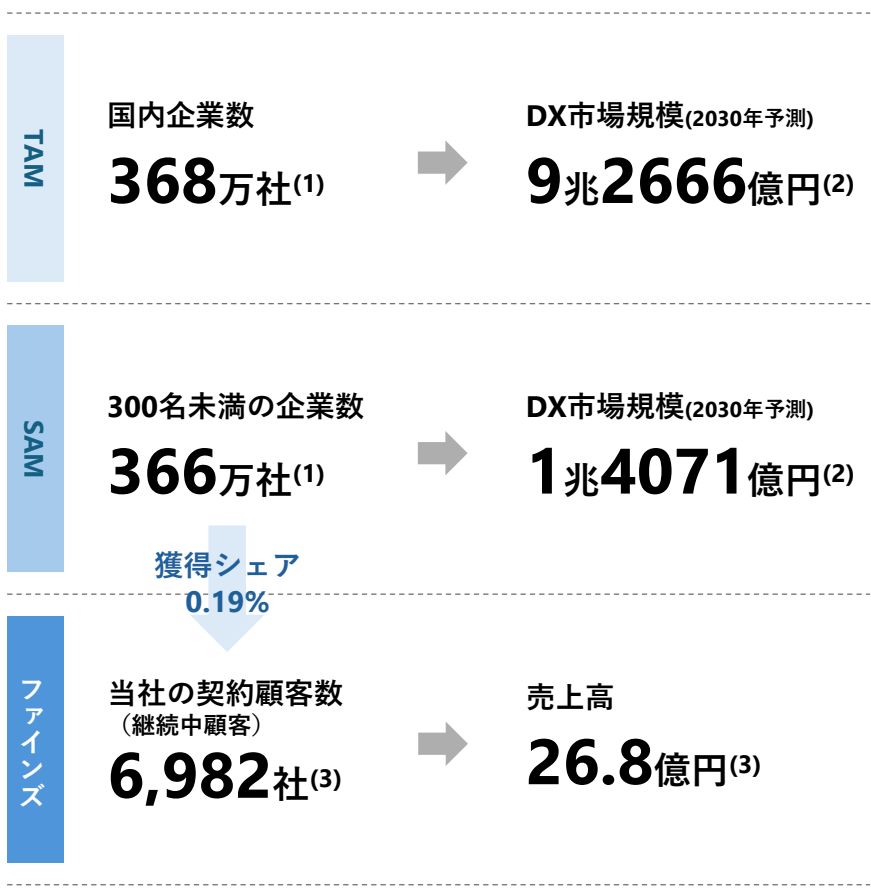 TAM
国内企業数
368万社(1)
DX市場規模(2030年予測)
9兆2666億円(2)
SAM
300名未満の企業数
366万社(1)
DX市場規模(2030年予測)
1兆4071億円(2)
獲得シェア
0.19%
ファインズ
当社の契約顧客数
（継続中顧客）
6,982社(3)
売上高
26.8億円(3)